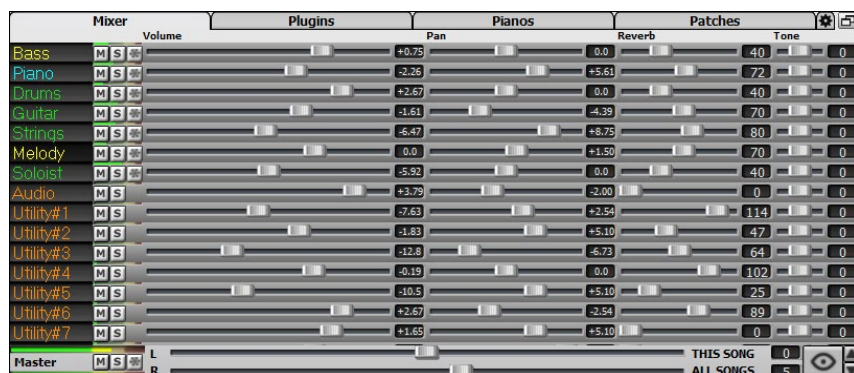 Mixer Plugins Pianos Patches
Volume Pan Reverb Tone
Bass M S +0.75 0.0 40 0
Piano M S -2.26 +5.61 72 0
Drums M S +2.67 0.0 40 0
Guitar M S -1.61 -4.39 70 0
Strings M S -6.47 +8.75 80 0
Melody M S 0.0 +1.50 70 0
Soloist M S -5.92 0.0 40 0
Audio M S +3.79 -2.00 0 0
Utility#1 M S -7.63 +2.54 114 0
Utility#2 M S -1.83 +5.10 47 0
Utility#3 M S -12.8 -6.73 64 0
Utility#4 M S -0.19 0.0 102 0
Utility#5 M S -10.5 +5.10 25 0
Utility#6 M S +2.67 -2.54 89 0
Utility#7 M S +1.65 +5.10 0 0
Master M S L THIS SONG 0
R ALL SONGS 5